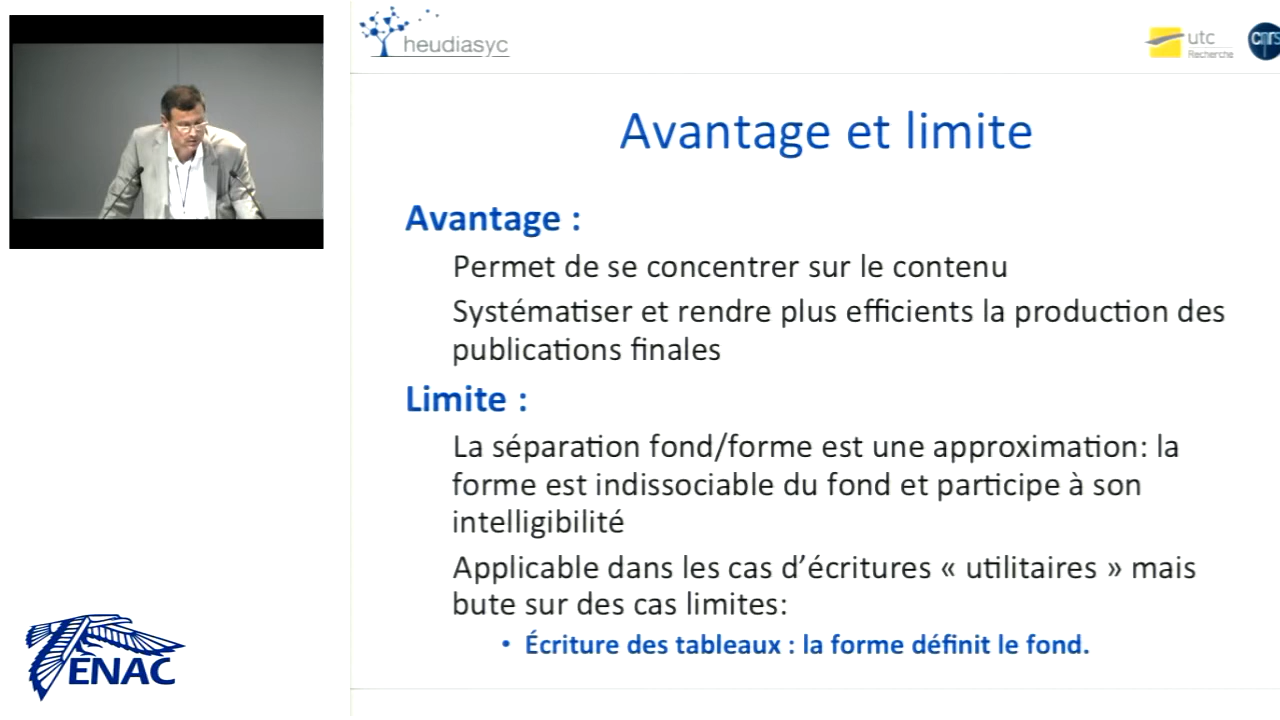 heudiasyc
utc
Recherche
cnrs
Avantage et limite
Avantage :
Permet de se concentrer sur le contenu
Systématiser et rendre plus efficients la production des
publications finales
Limite :
La séparation fond/forme est une approximation: la
forme est indissociable du fond et participe à son
intelligibilité
Applicable dans les cas d’écritures « utilitaires » mais
bute sur des cas limites:
• Écriture des tableaux : la forme définit le fond.
ENAC